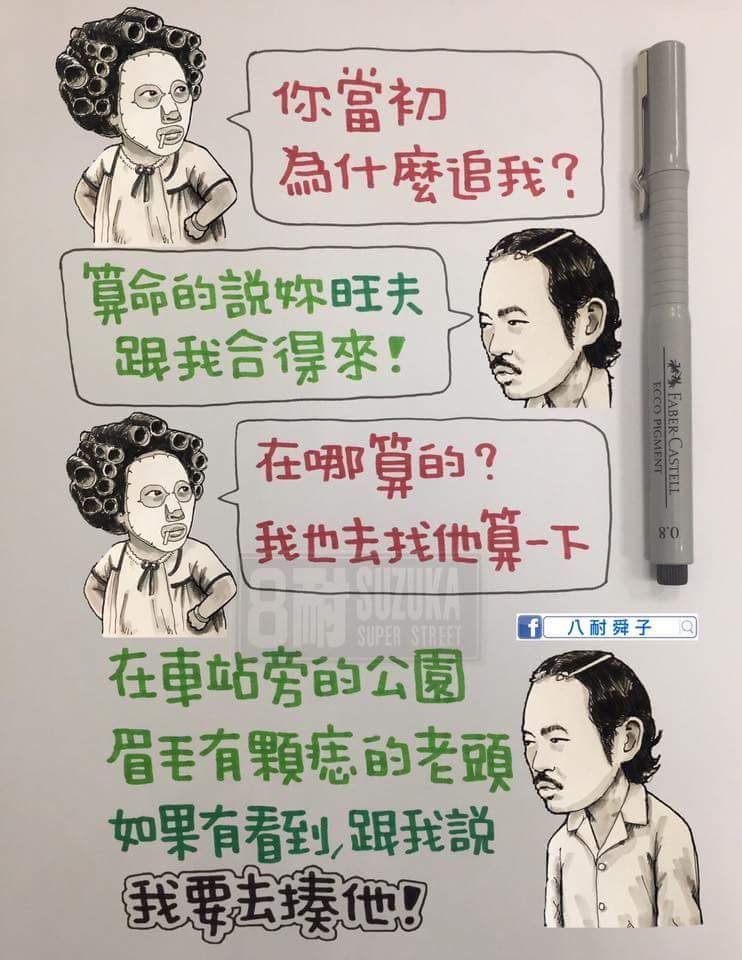 你當初
為什麼追我?
算命的説妳旺夫
跟我合得來!
在哪算的?
我也去找他算一下
8耐 SUZUKA
SUPER STREET
八耐舜子
在車站旁的公園
眉毛有顆痣的老頭
如果有看到,跟我説
我要去揍他!
FABER-CASTELL
ECCO PIGMENT
0.8